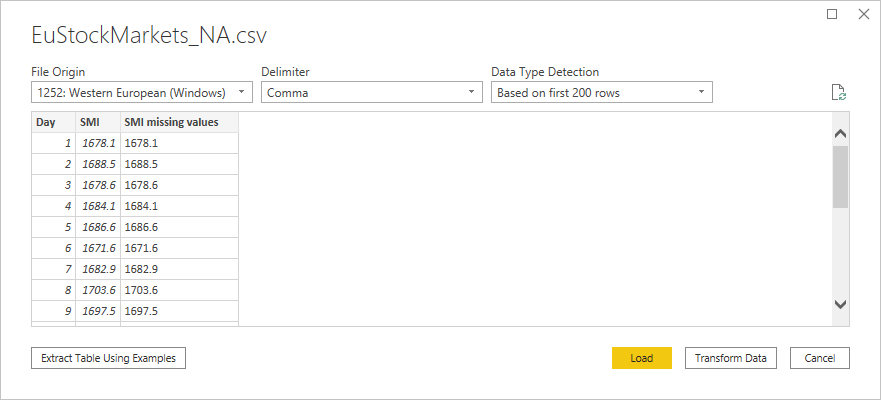 EuStockMarkets_NA.csv
File Origin Delimiter Data Type Detection
1252: Western European (Windows) Comma Based on first 200 rows
Day SMI SMI missing values
1 1678.1 1678.1
2 1688.5 1688.5
3 1678.6 1678.6
4 1684.1 1684.1
5 1686.6 1686.6
6 1671.6 1671.6
7 1682.9 1682.9
8 1703.6 1703.6
9 1697.5 1697.5
Extract Table Using Examples Load Transform Data Cancel